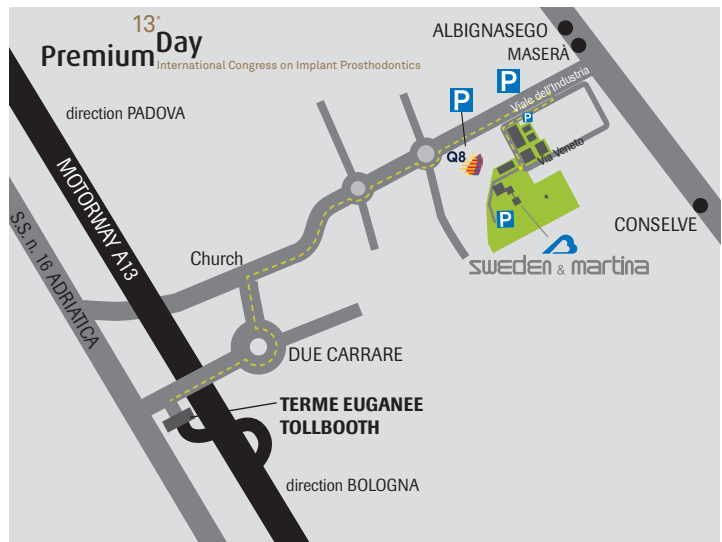 13°
Premium Day
International Congress on Implant Prosthodontics
ALBIGNASEGO
MASERÀ
P
P
Viale dell'Industria
direction PADOVA
P
Q8
Via Veneto
MOTORWAY A13
S.S. n. 16 ADRIATICA
P
CONSELVE
Church
sweden & martina
DUE CARRARE
TERME EUGANEE
TOLLBOOTH
direction BOLOGNA